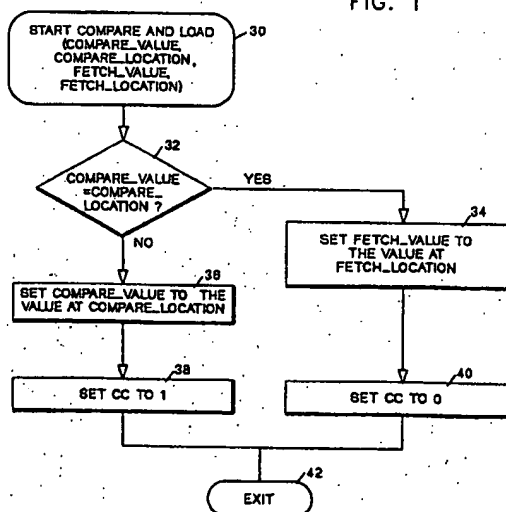 FIG. 1
START COMPARE AND LOAD
(COMPARE_VALUE,
COMPARE_LOCATION,
FETCH_VALUE,
FETCH_LOCATION)
30
32
COMPARE_VALUE
=COMPARE_
LOCATION ?
YES
NO
34
SET FETCH_VALUE TO
THE VALUE AT
FETCH_LOCATION
36
SET COMPARE_VALUE TO THE
VALUE AT COMPARE_LOCATION
38
SET CC TO 1
40
SET CC TO 0
42
EXIT